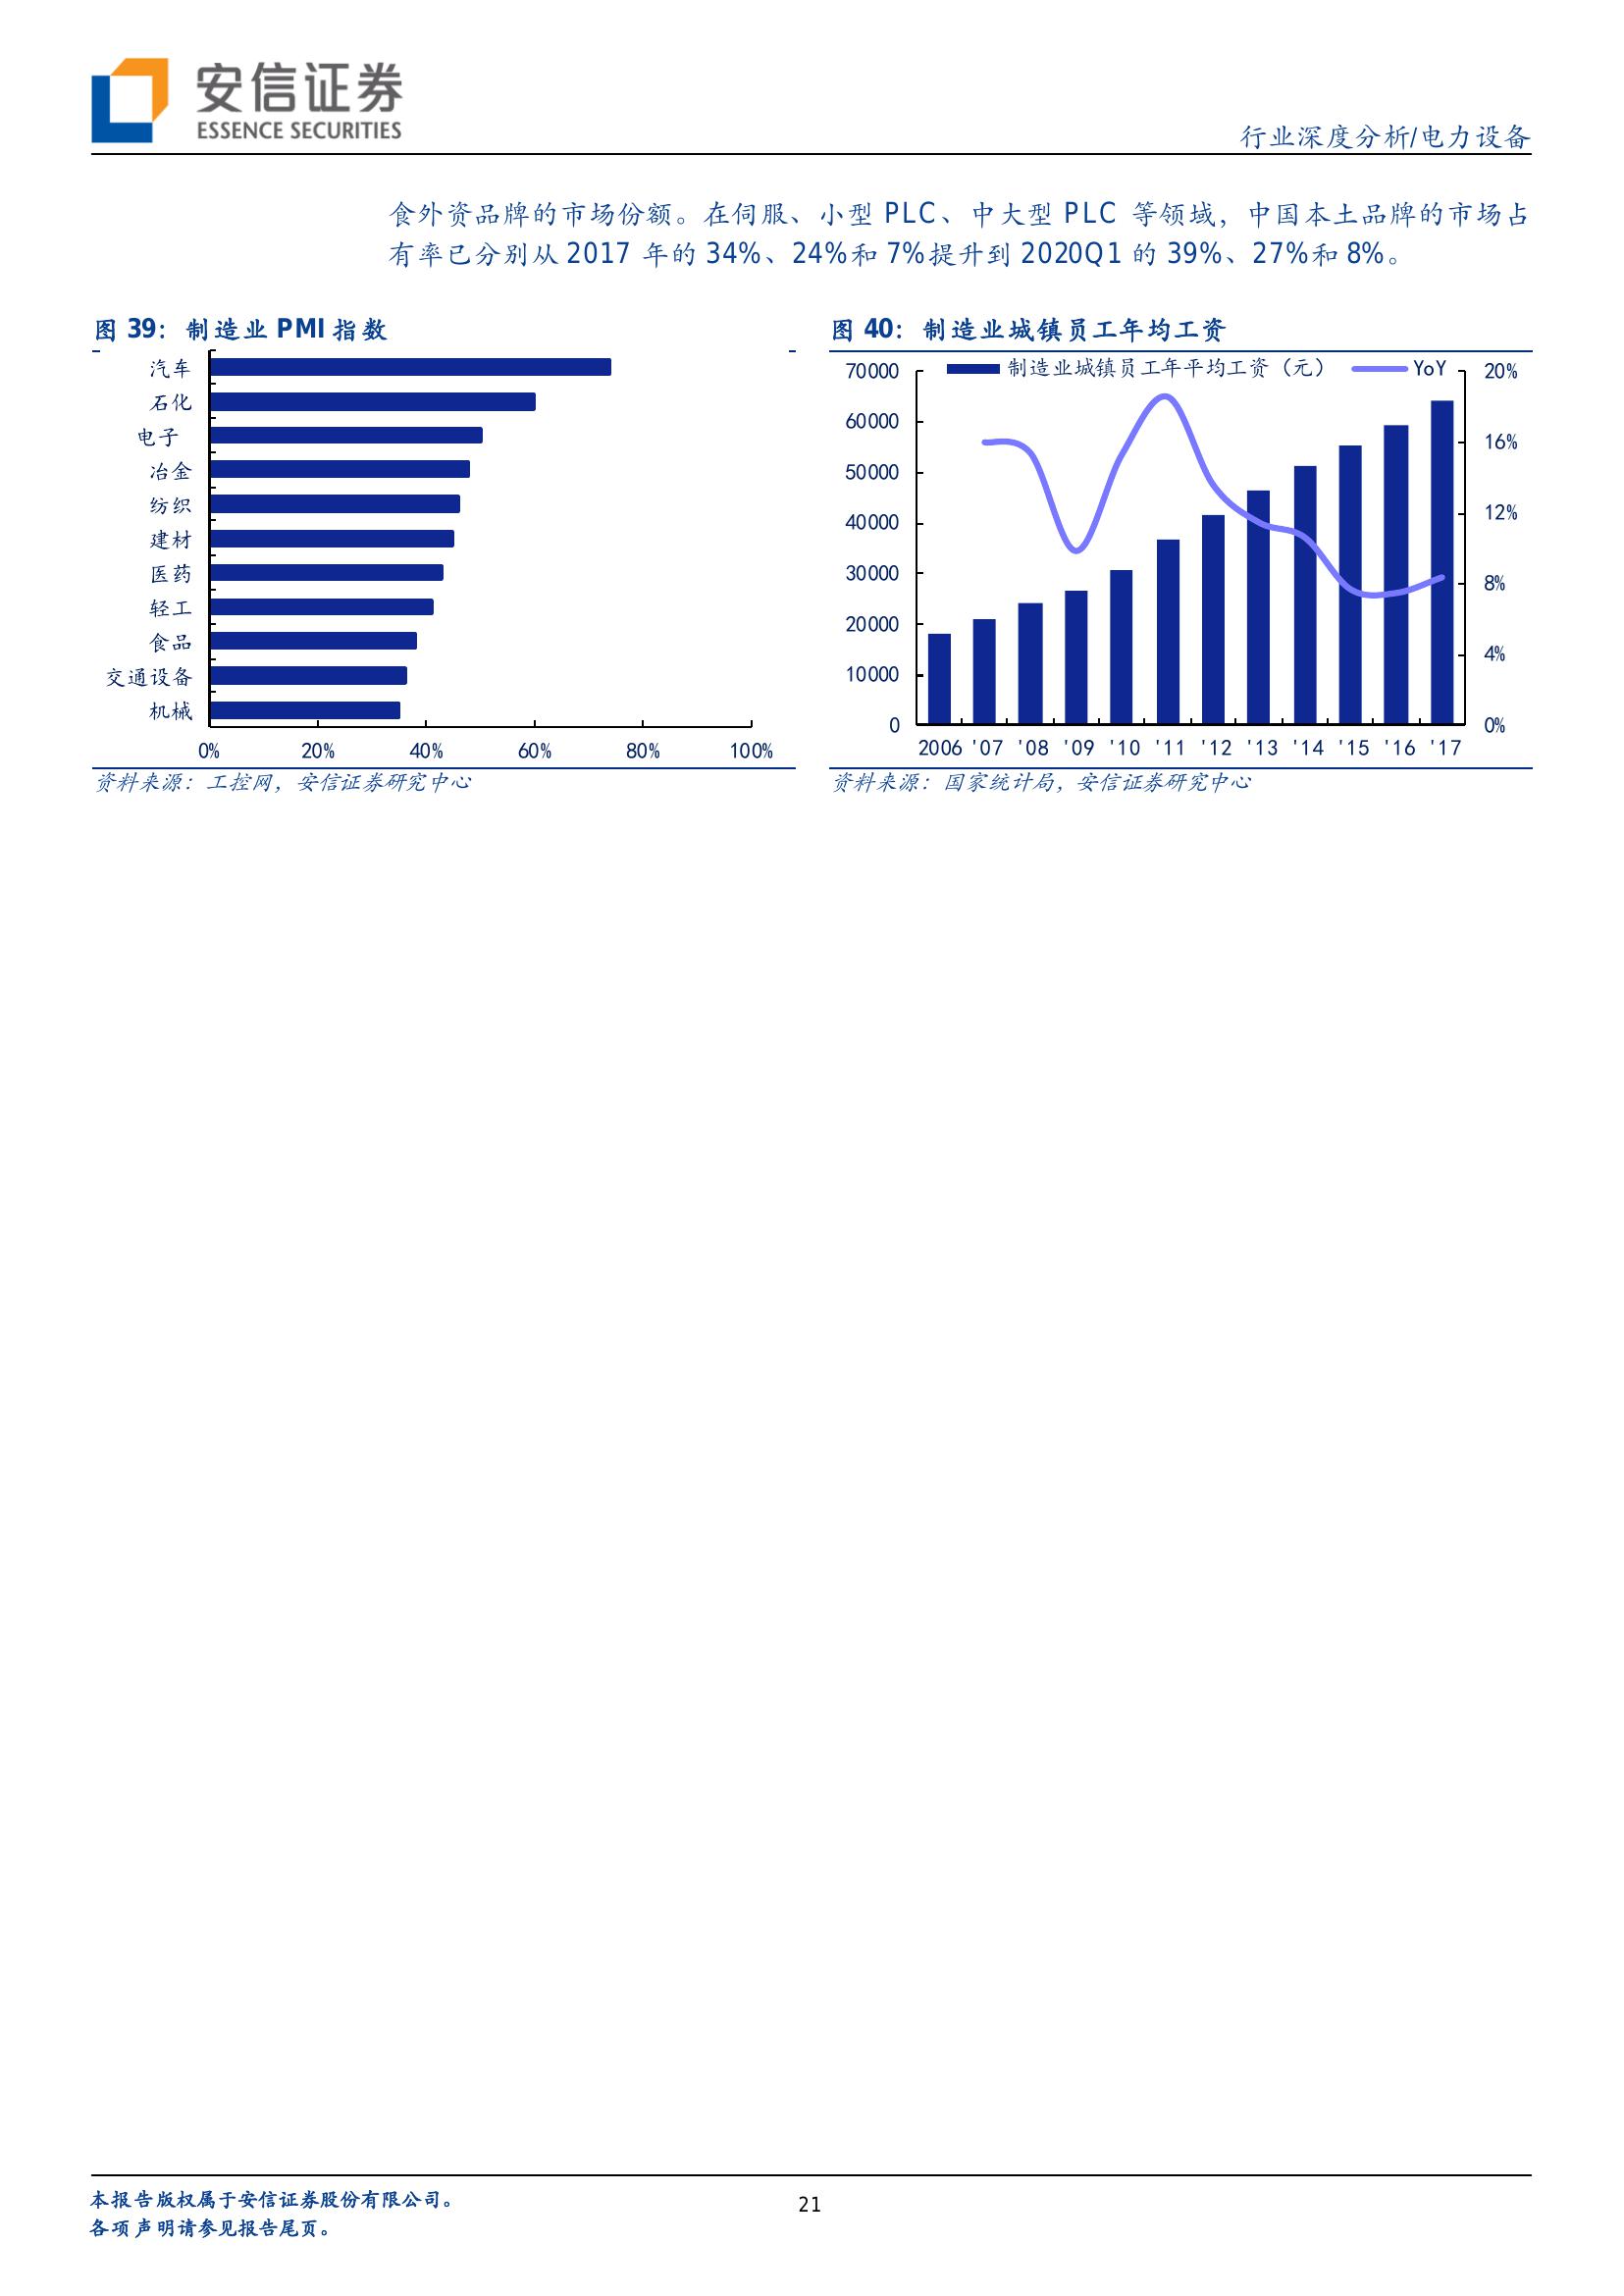 安信证券
ESSENCE SECURITIES
行业深度分析/电力设备
食外资品牌的市场份额。在伺服、小型 PLC、中大型 PLC 等领域，中国本土品牌的市场占
有率已分别从 2017 年的 34%、24%和 7%提升到 2020Q1 的 39%、27%和 8%。
图 39：制造业 PMI 指数
汽车
石化
电子
冶金
纺织
建材
医药
轻工
食品
交通设备
机械
0% 20% 40% 60% 80% 100%
资料来源：工控网，安信证券研究中心
图 40：制造业城镇员工年均工资
制造业城镇员工年平均工资（元） YoY
70000
60000
50000
40000
30000
20000
10000
0
20%
16%
12%
8%
4%
0%
2006 '07 '08 '09 '10 '11 '12 '13 '14 '15 '16 '17
资料来源：国家统计局，安信证券研究中心
本报告版权属于安信证券股份有限公司。
各项声明请参见报告尾页。
21